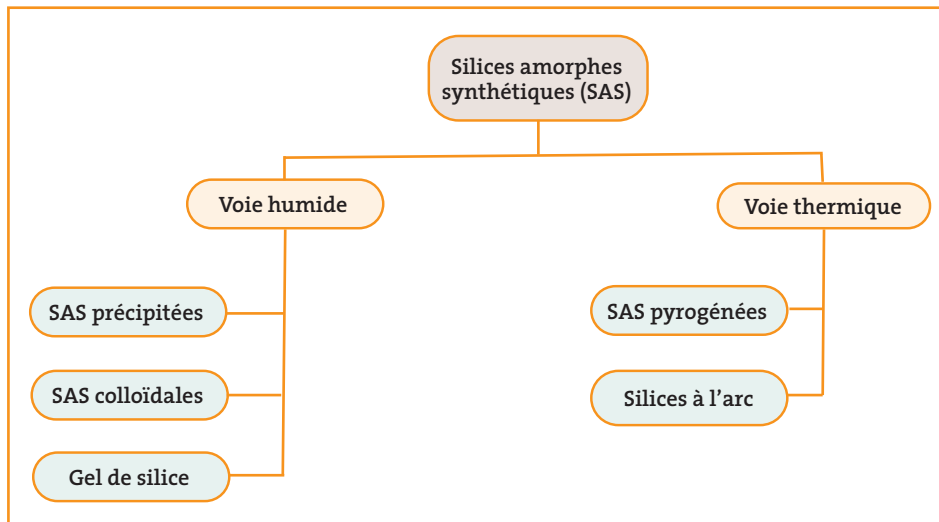 Silices amorphes
synthétiques (SAS)
Voie humide
Voie thermique
SAS précipitées
SAS colloïdales
Gel de silice
SAS pyrogénées
Silices à l’arc